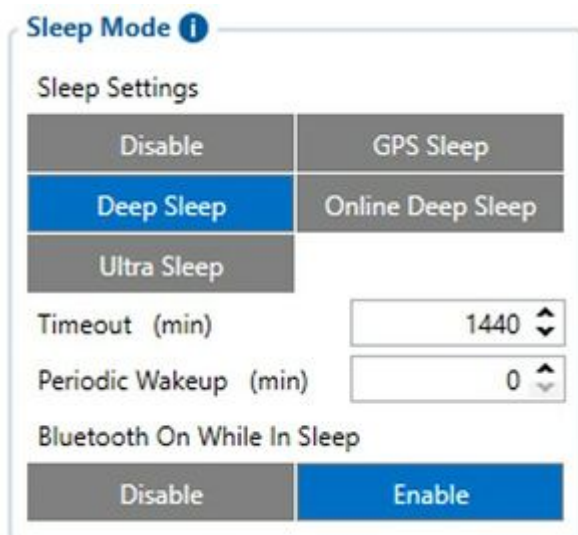 Sleep Mode i
Sleep Settings
Disable GPS Sleep
Deep Sleep Online Deep Sleep
Ultra Sleep
Timeout (min) 1440
Periodic Wakeup (min) 0
Bluetooth On While In Sleep
Disable Enable